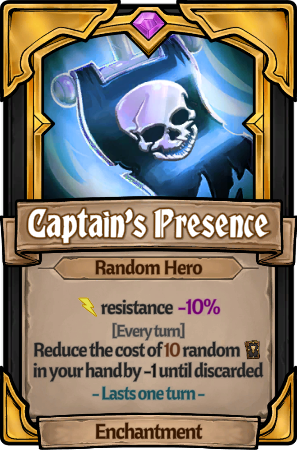 Captain's Presence
Random Hero
resistance -10%
[Every turn]
Reduce the cost of 10 random
in your hand by -1 until discarded
- Lasts one turn -
Enchantment